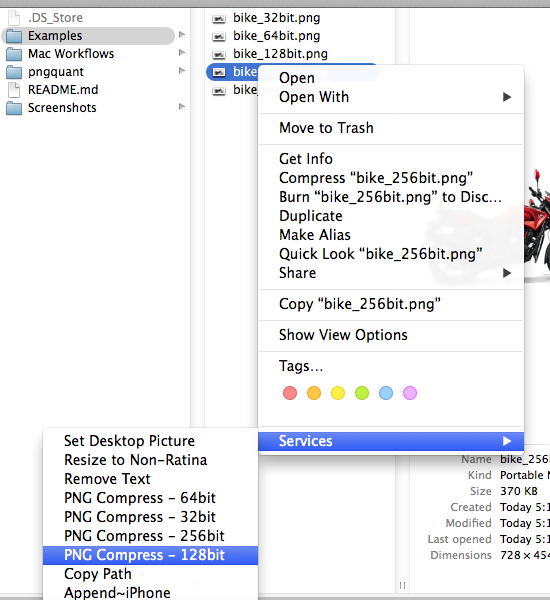 .DS_Store
Examples
Mac Workflows
pngquant
README.md
Screenshots
bike_32bit.png
bike_64bit.png
bike_128bit.png
bike_
bike_
Open
Open With
Move to Trash
Get Info
Compress “bike_256bit.png”
Burn “bike_256bit.png” to Disc...
Duplicate
Make Alias
Quick Look “bike_256bit.png”
Share
Copy “bike_256bit.png”
Show View Options
Tags...
Services
Set Desktop Picture
Resize to Non-Ratina
Remove Text
PNG Compress – 64bit
PNG Compress – 32bit
PNG Compress – 256bit
PNG Compress – 128bit
Copy Path
Append~iPhone
Name bike_256
Kind Portable N
Size 370 KB
Created Today 5:1
Modified Today 5:1
Last opened Today 5:1
Dimensions 728 × 454